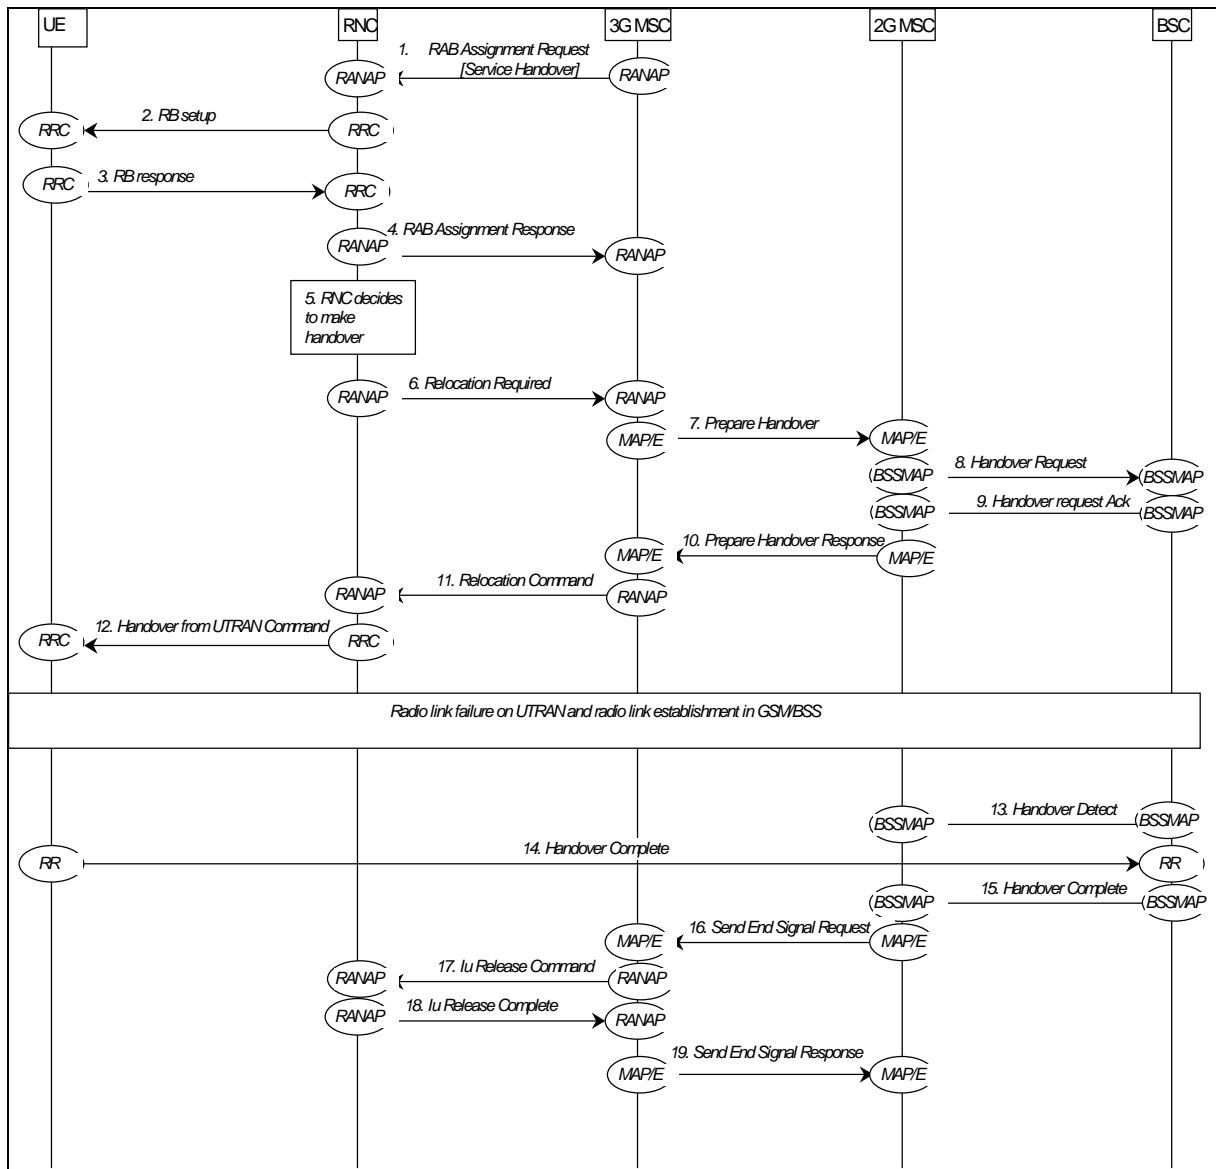 UE RNC 3G MSC 2G MSC BSC
1. RAB Assignment Request
[Service Handover]
RANAP RANAP
2. RB setup
RRC RRC
3. RB response
RRC RRC
4. RAB Assignment Response
RANAP RANAP
5. RNC decides
to make
handover
6. Relocation Required
RANAP RANAP
7. Prepare Handover
MAP/E MAP/E
8. Handover Request
BSSMAP BSSMAP
9. Handover request Ack
BSSMAP BSSMAP
10. Prepare Handover Response
MAP/E MAP/E
11. Relocation Command
RANAP RANAP
12. Handover from UTRAN Command
RRC RRC
Radio link failure on UTRAN and radio link establishment in GSM/BSS
13. Handover Detect
BSSMAP BSSMAP
14. Handover Complete
RR RR
15. Handover Complete
BSSMAP BSSMAP
16. Send End Signal Request
MAP/E MAP/E
17. Iu Release Command
RANAP RANAP
18. Iu Release Complete
RANAP RANAP
19. Send End Signal Response
MAP/E MAP/E